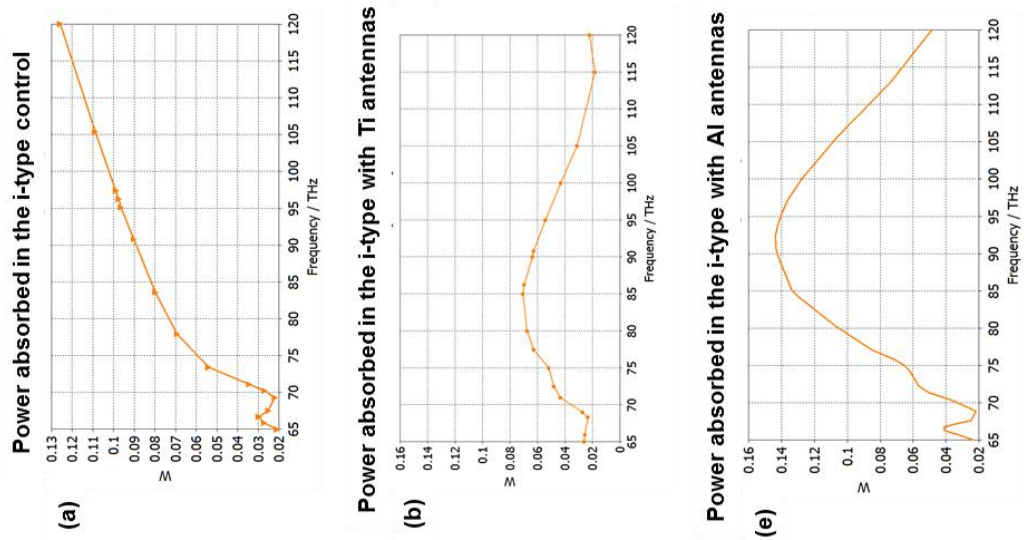 Power absorbed in the i-type control
(a)
W
0.13
0.12
0.11
0.1
0.09
0.08
0.07
0.06
0.05
0.04
0.03
0.02
65 70 75 80 85 90 95 100 105 110 115 120
Frequency / THz
Power absorbed in the i-type with Ti antennas
(b)
W
0.16
0.14
0.12
0.1
0.08
0.06
0.04
0.02
0
65 70 75 80 85 90 95 100 105 110 115 120
Frequency / THz
Power absorbed in the i-type with Al antennas
(e)
W
0.16
0.14
0.12
0.1
0.08
0.06
0.04
0.02
65 70 75 80 85 90 95 100 105 110 115 120
Frequency / THz